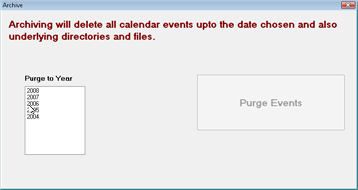 Archive
Archiving will delete all calendar events upto the date chosen and also
underlying directories and files.
Purge to Year
2008
2007
2006
2004
Purge Events